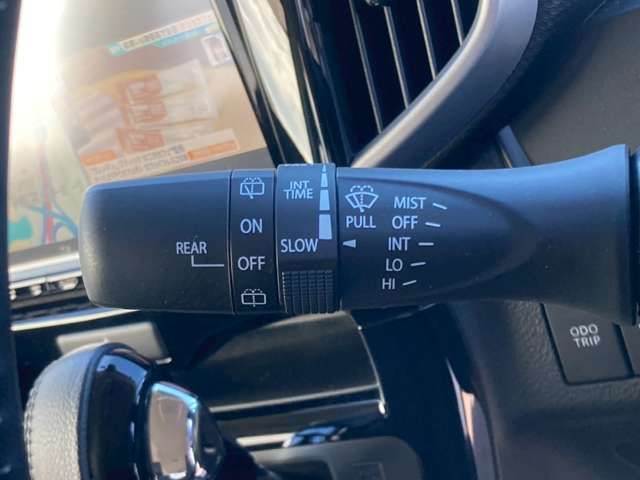 REAR
ON
OFF
INT
TIME
SLOW
PULL
MIST
OFF
INT
LO
HI
ODO
TRIP